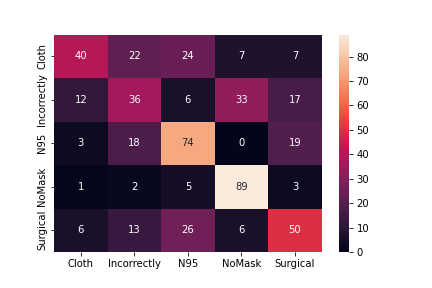 Cloth 40 22 24 7 7
Incorrectly 12 36 6 33 17
N95 3 18 74 0 19
NoMask 1 2 5 89 3
Surgical 6 13 26 6 50
Cloth Incorrectly N95 NoMask Surgical
80
70
60
50
40
30
20
10
0